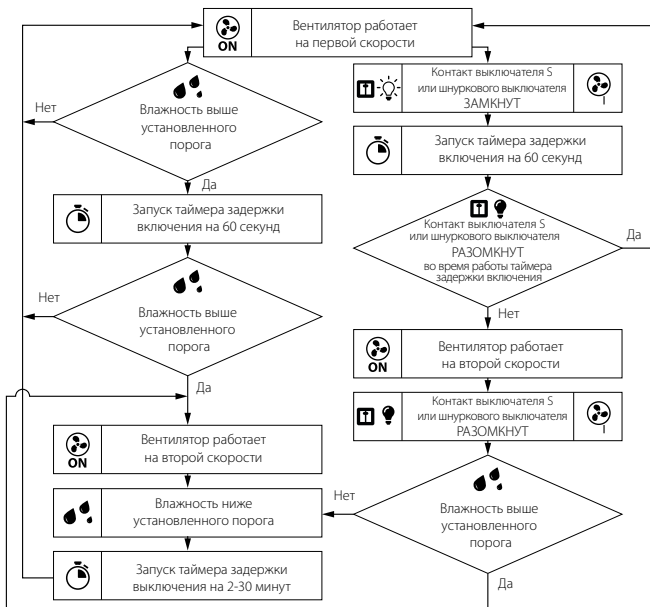 ON
Вентилятор работает
на первой скорости
Нет
Влажность выше
установленного
порога
Да
Запуск таймера задержки
включения на 60 секунд
Нет
Влажность выше
установленного
порога
Да
ON
Вентилятор работает
на второй скорости
Влажность ниже
установленного порога
Запуск таймера задержки
выключения на 2-30 минут
Контакт выключателя S
или шнуркового выключателя
ЗАМКНУТ
I
Запуск таймера задержки
включения на 60 секунд
Контакт выключателя S
или шнуркового выключателя
РАЗОМКНУТ
во время работы таймера
задержки включения
Да
Нет
ON
Вентилятор работает
на второй скорости
Контакт выключателя S
или шнуркового выключателя
РАЗОМКНУТ
I
Нет
Влажность выше
установленного
порога
Да